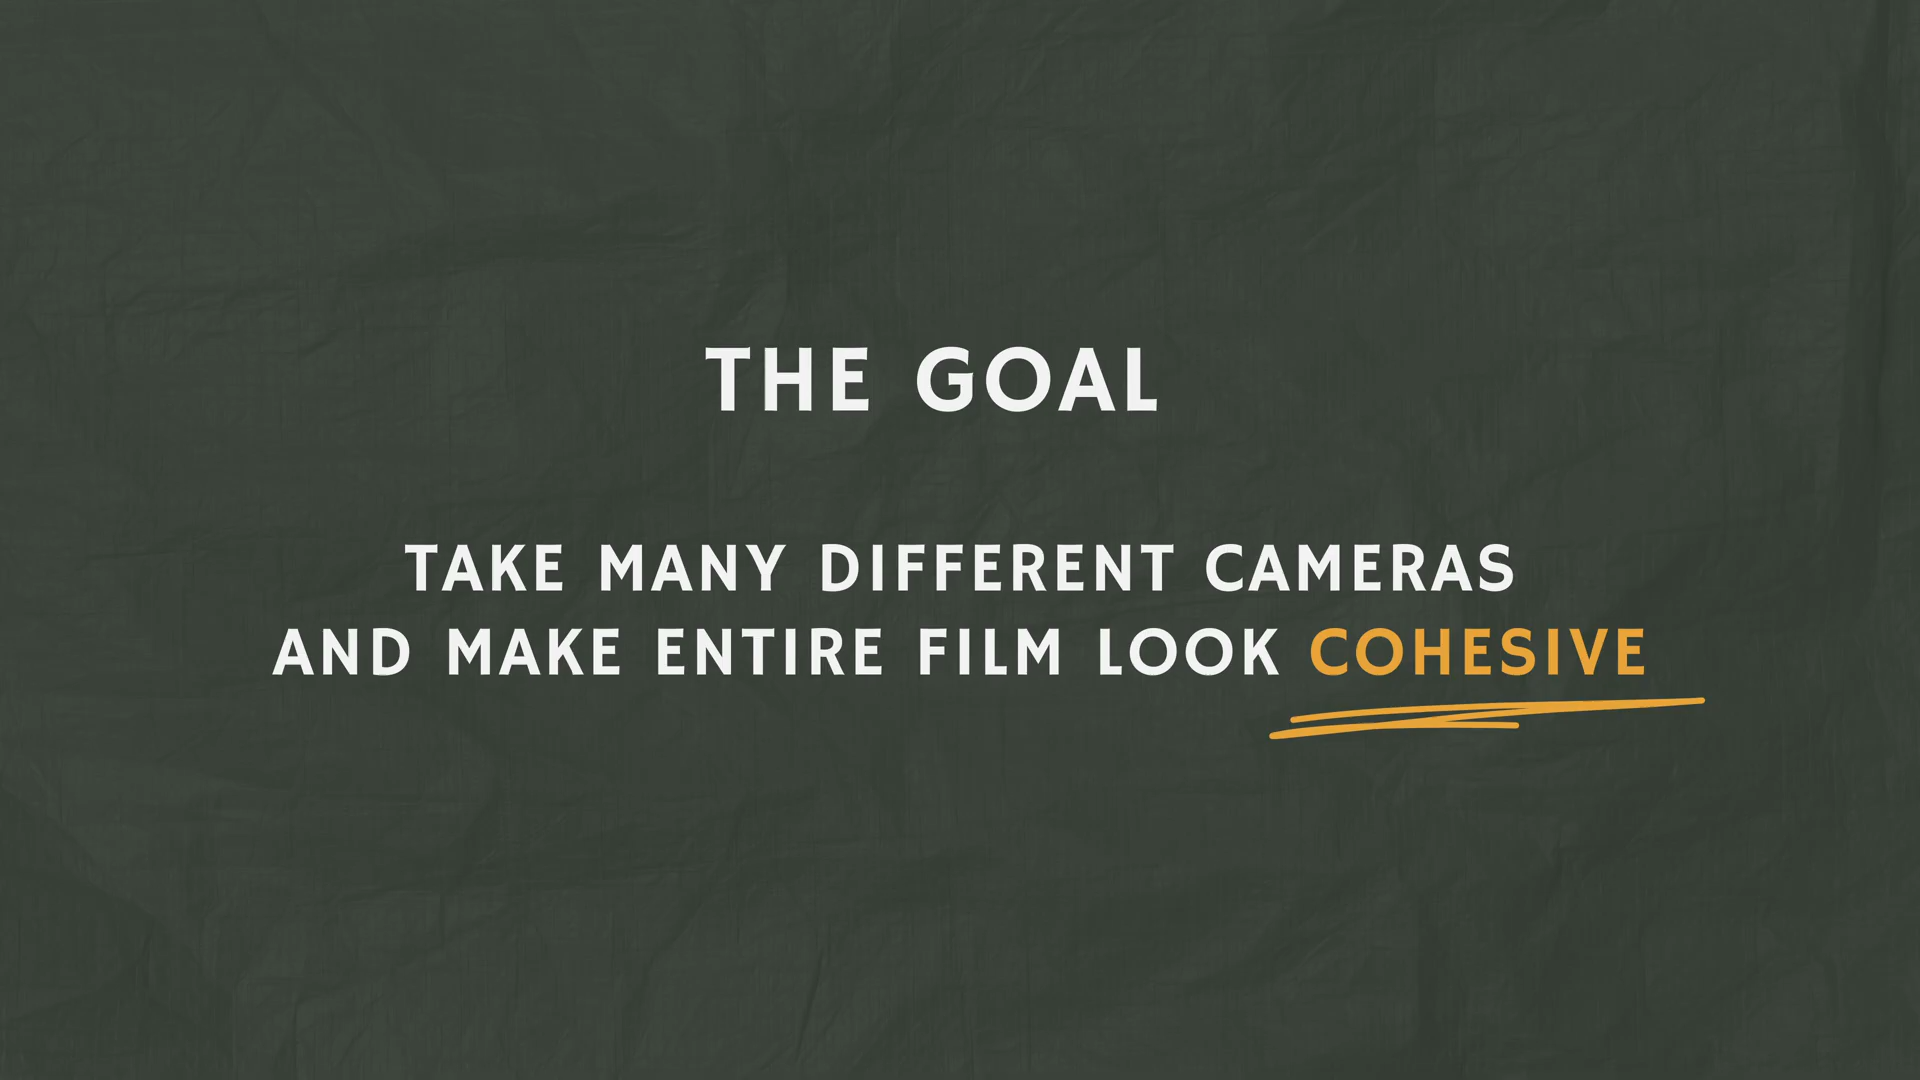 THE GOAL
TAKE MANY DIFFERENT CAMERAS
AND MAKE ENTIRE FILM LOOK COHESIVE